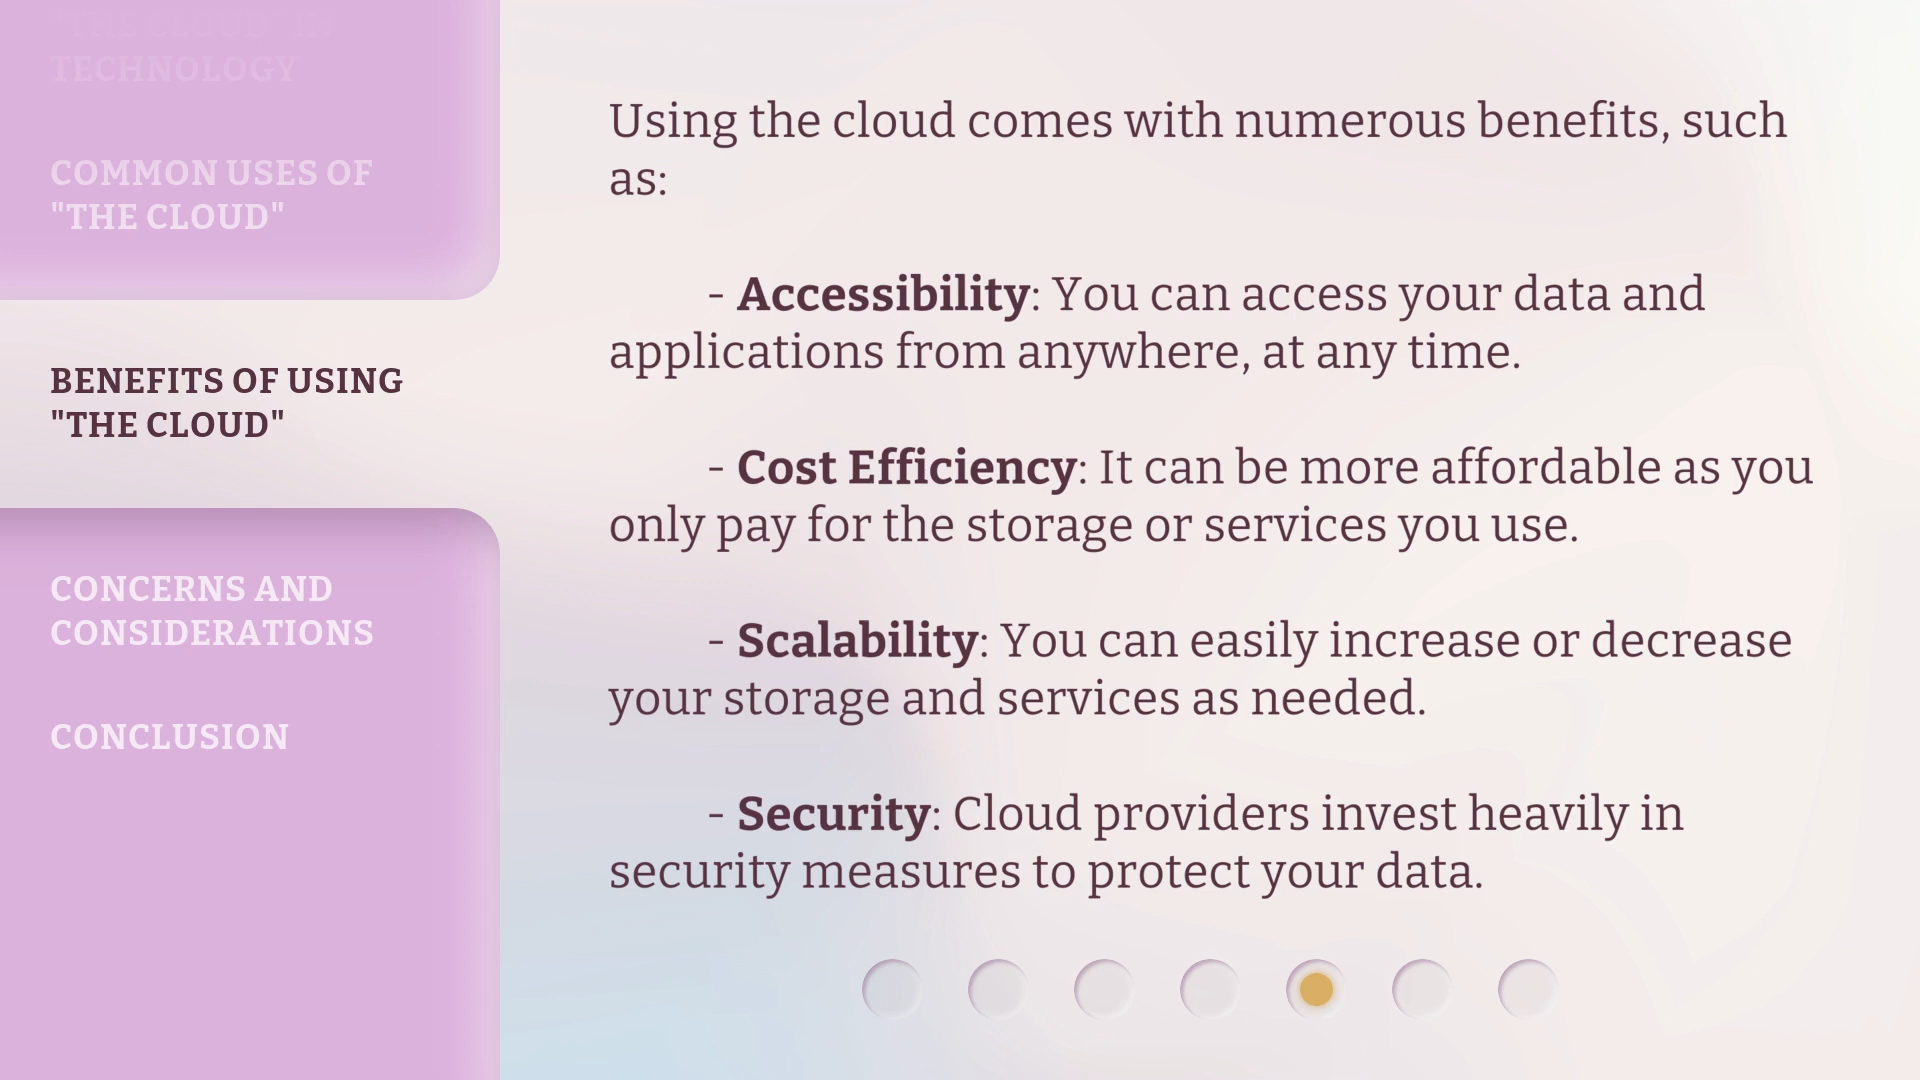 "THE CLOUD" IN
TECHNOLOGY
COMMON USES OF
"THE CLOUD"
BENEFITS OF USING
"THE CLOUD"
CONCERNS AND
CONSIDERATIONS
CONCLUSION
Using the cloud comes with numerous benefits, such
as:
- Accessibility: You can access your data and
applications from anywhere, at any time.
- Cost Efficiency: It can be more affordable as you
only pay for the storage or services you use.
- Scalability: You can easily increase or decrease
your storage and services as needed.
- Security: Cloud providers invest heavily in
security measures to protect your data.